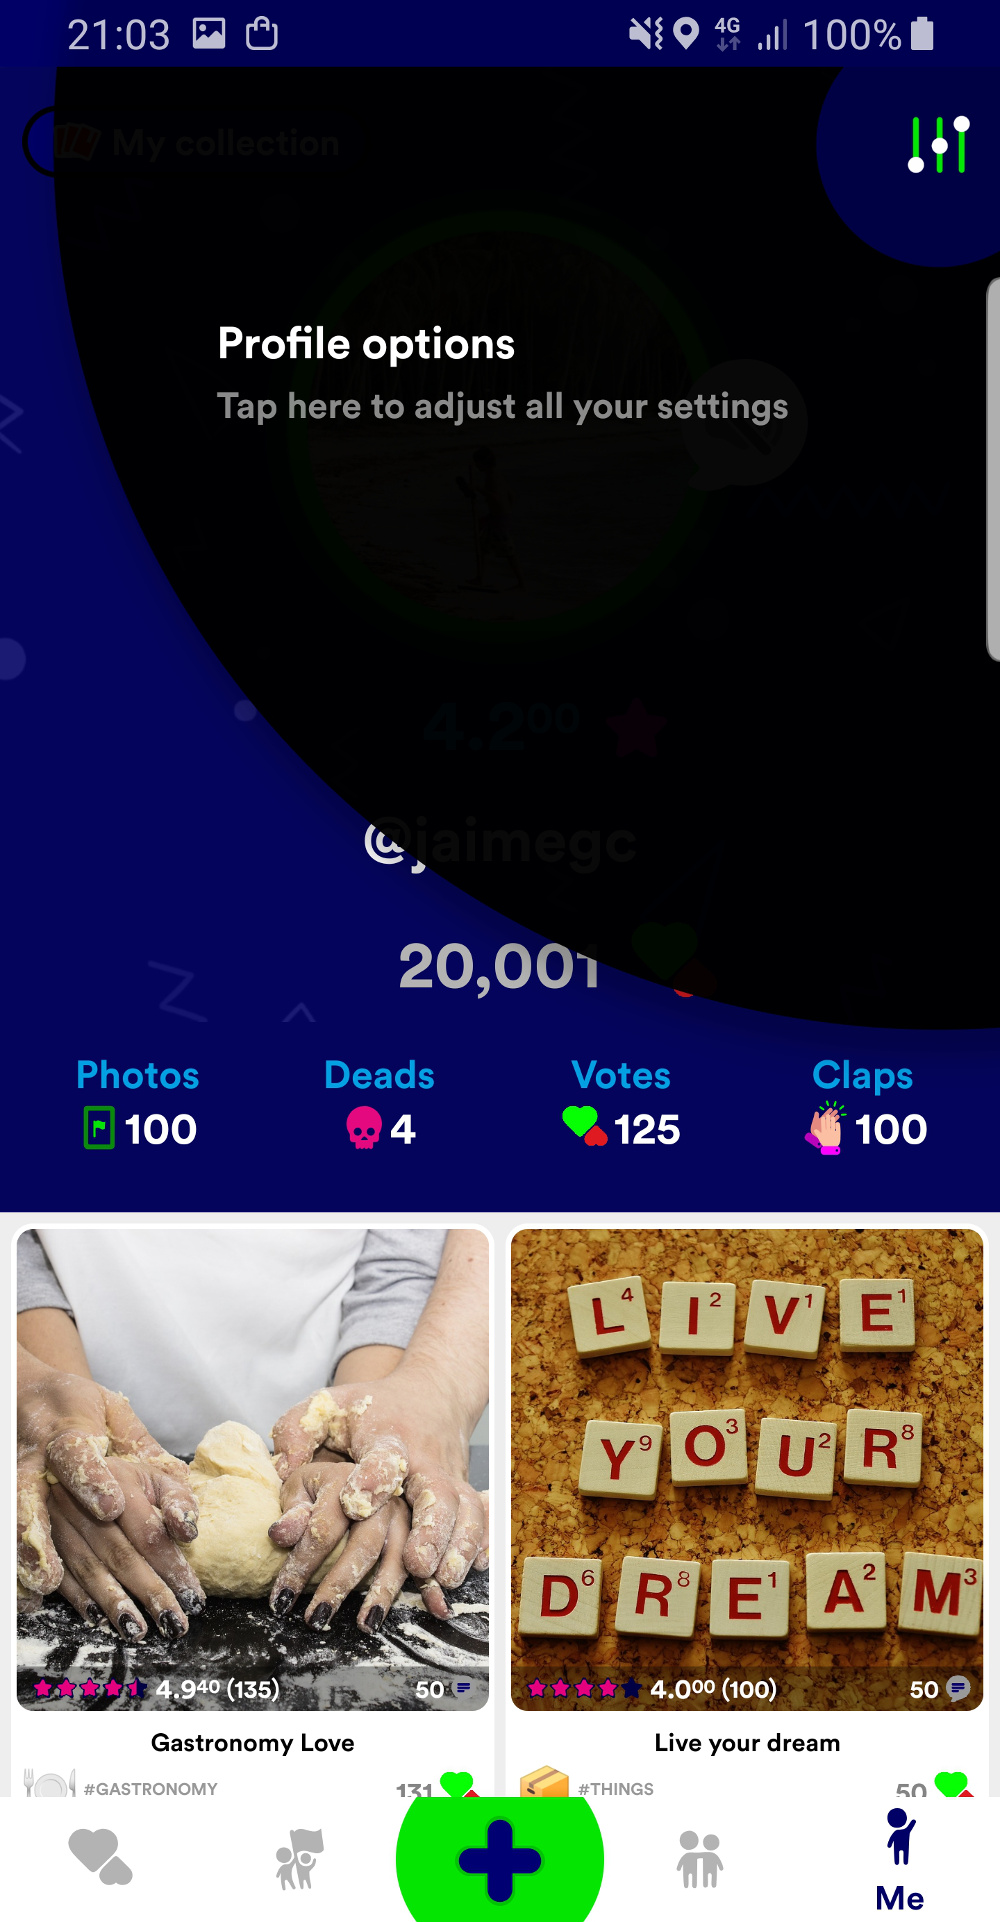 21:03 4G 100%
My collection
Profile options
Tap here to adjust all your settings
4.2⁰⁰
@jaimegc
20,001
Photos Deads Votes Claps
100 4 125 100
L⁴ I² V¹ E¹
Y⁹ O³ U² R⁸
D⁶ R⁸ E¹ A² M³
4.9⁴⁰ (135) 50
4.0⁰⁰ (100) 50
Gastronomy Love
Live your dream
#GASTRONOMY 131
#THINGS 50
Me